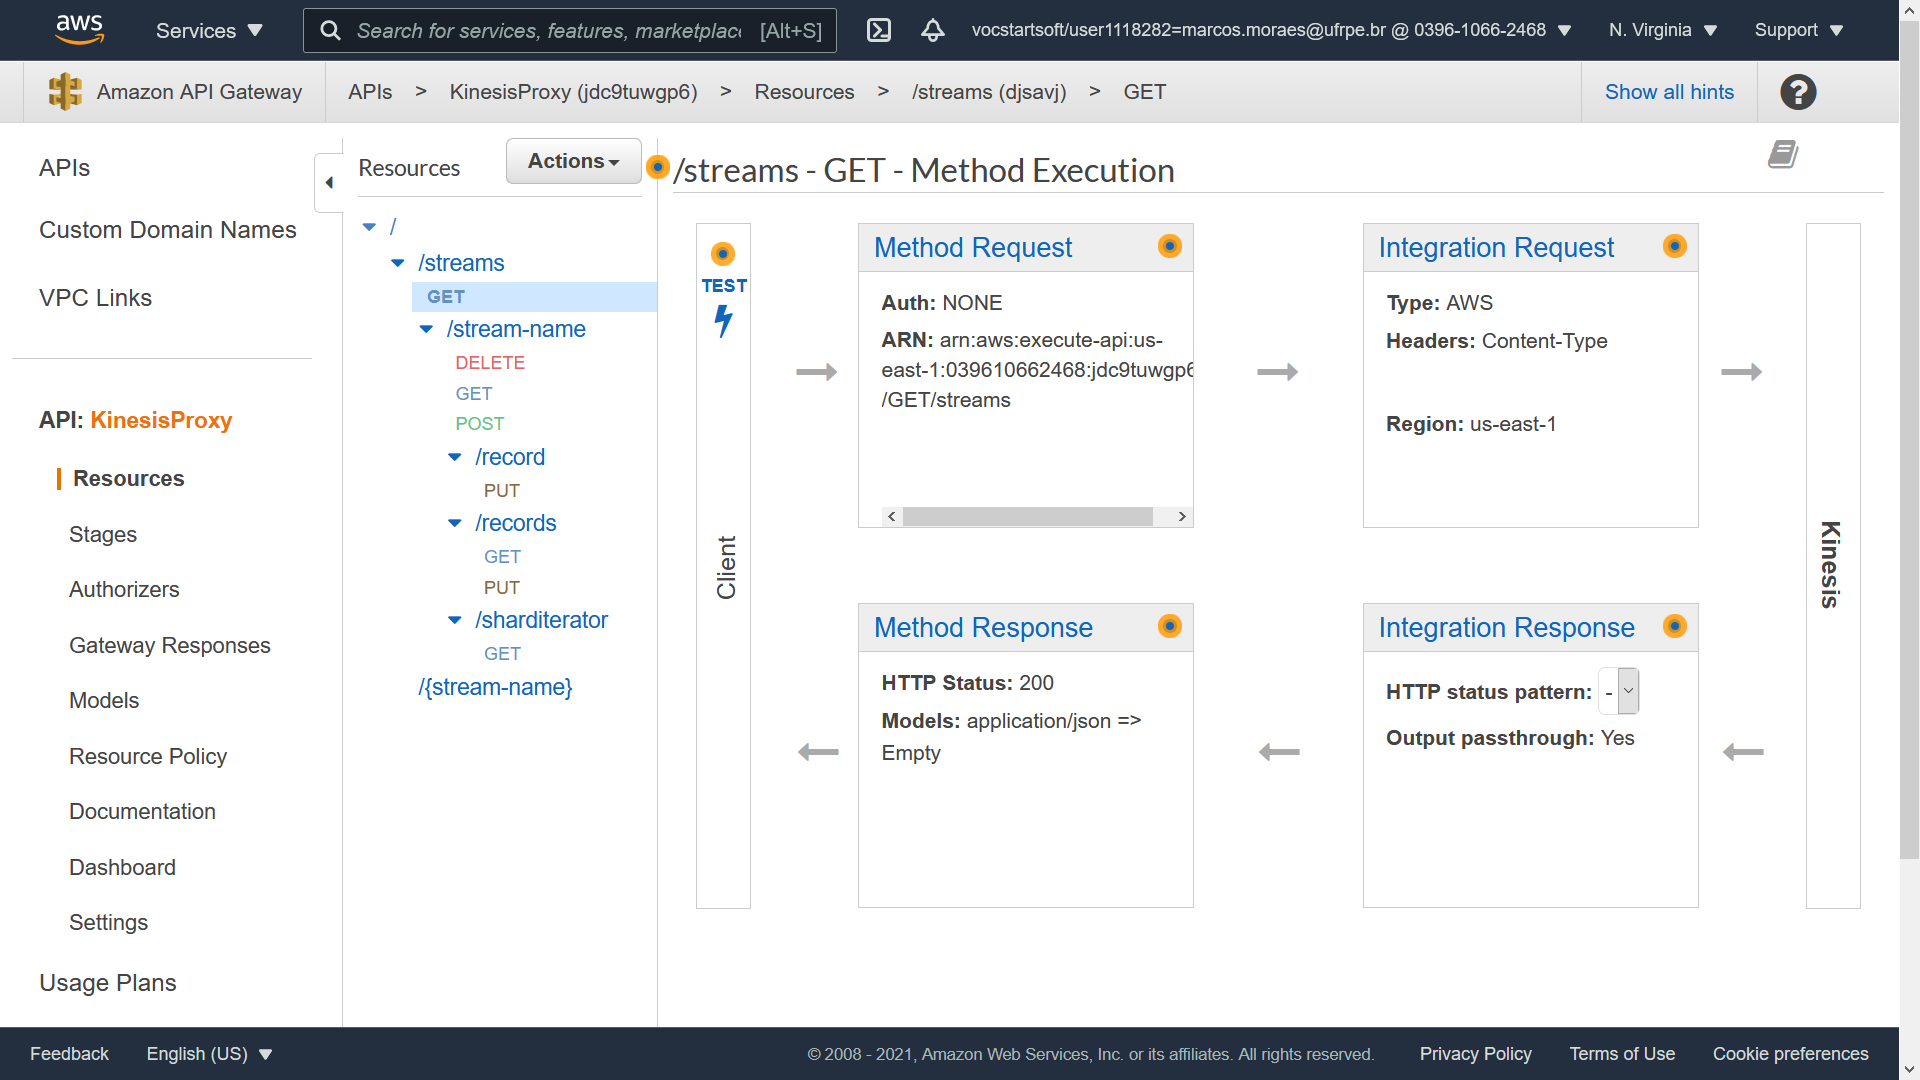 aws
Services
Search for services, features, marketplac [Alt+S]
vocstartsoft/user1118282=marcos.moraes@ufrpe.br @ 0396-1066-2468
N. Virginia
Support
Amazon API Gateway
APIs > KinesisProxy (jdc9tuwgp6) > Resources > /streams (djsavj) > GET
Show all hints
?
APIs
Custom Domain Names
VPC Links
API: KinesisProxy
Resources
Stages
Authorizers
Gateway Responses
Models
Resource Policy
Documentation
Dashboard
Settings
Usage Plans
Resources
Actions
/
/streams
GET
/stream-name
DELETE
GET
POST
/record
PUT
/records
GET
PUT
/sharditerator
GET
/{stream-name}
/streams - GET - Method Execution
TEST
Client
Method Request
Auth: NONE
ARN: arn:aws:execute-api:us-
east-1:039610662468:jdc9tuwgp6
/GET/streams
Integration Request
Type: AWS
Headers: Content-Type
Region: us-east-1
Kinesis
Method Response
HTTP Status: 200
Models: application/json =>
Empty
Integration Response
HTTP status pattern: -
Output passthrough: Yes
Feedback
English (US)
© 2008 - 2021, Amazon Web Services, Inc. or its affiliates. All rights reserved.
Privacy Policy
Terms of Use
Cookie preferences